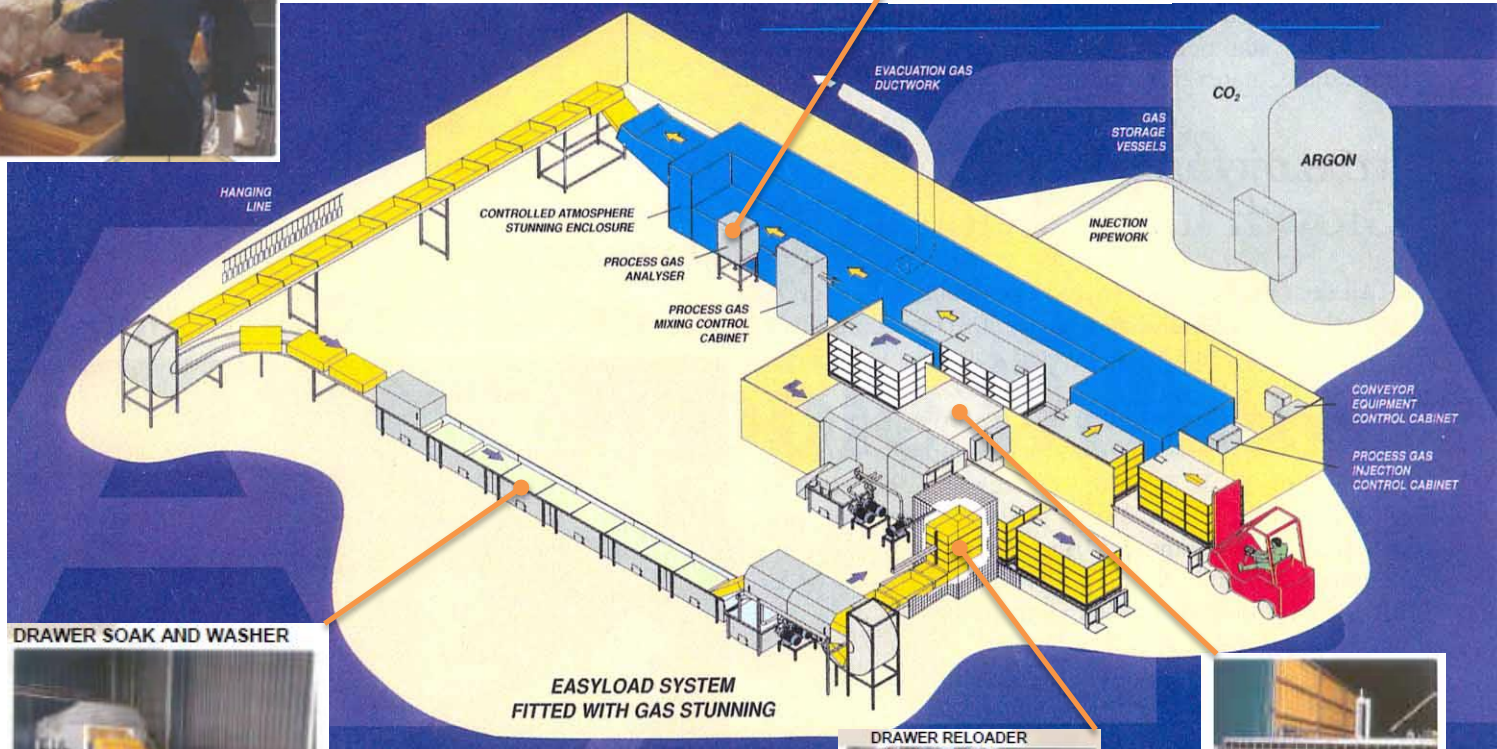 EVACUATION GAS
DUCTWORK
CO₂
GAS
STORAGE
VESSELS
ARGON
HANGING
LINE
CONTROLLED ATMOSPHERE
STUNNING ENCLOSURE
INJECTION
PIPEWORK
PROCESS GAS
ANALYSER
PROCESS GAS
MIXING CONTROL
CABINET
CONVEYOR
EQUIPMENT
CONTROL CABINET
PROCESS GAS
INJECTION
CONTROL CABINET
DRAWER SOAK AND WASHER
EASYLOAD SYSTEM
FITTED WITH GAS STUNNING
DRAWER RELOADER